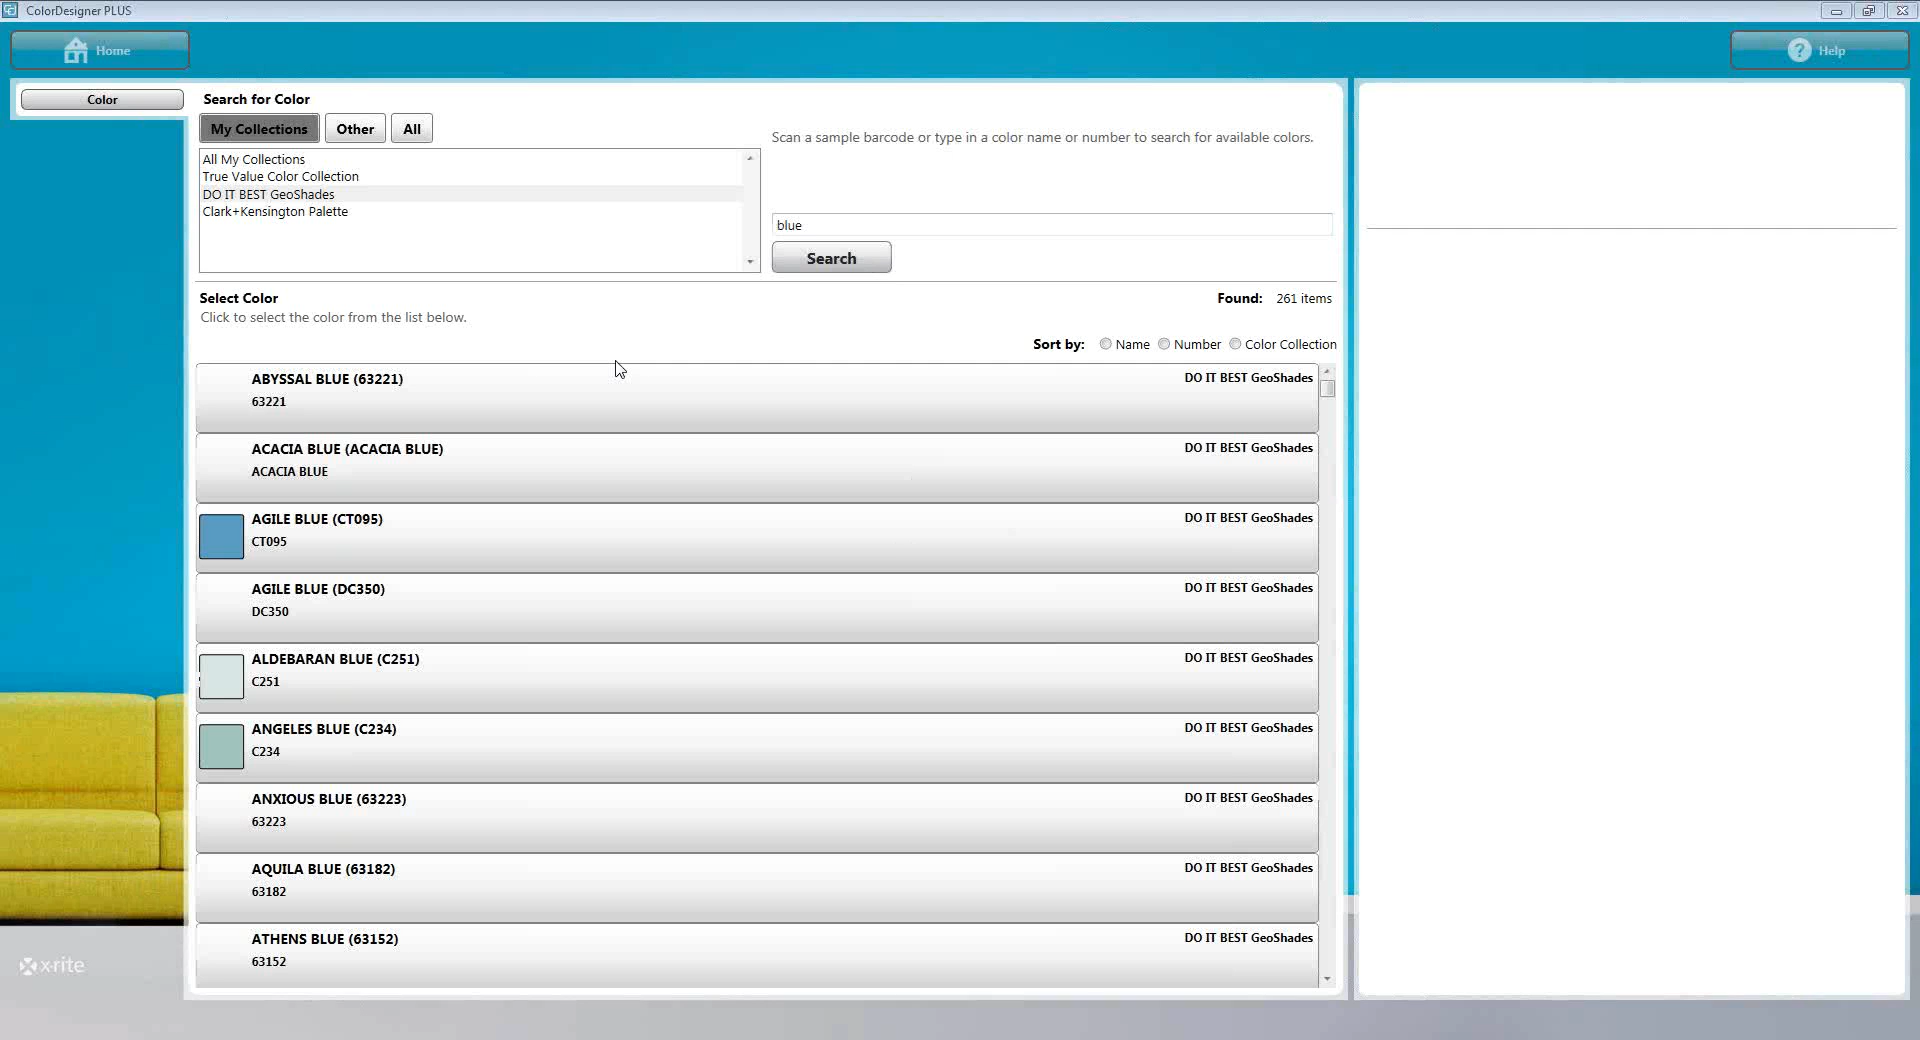 ColorDesigner PLUS
Home
Help
Color
Search for Color
My Collections
Other
All
Scan a sample barcode or type in a color name or number to search for available colors.
All My Collections
True Value Color Collection
DO IT BEST GeoShades
Clark+Kensington Palette
blue
Search
Select Color
Found: 261 items
Click to select the color from the list below.
Sort by: Name Number Color Collection
ABYSSAL BLUE (63221)
DO IT BEST GeoShades
63221
ACACIA BLUE (ACACIA BLUE)
DO IT BEST GeoShades
ACACIA BLUE
AGILE BLUE (CT095)
DO IT BEST GeoShades
CT095
AGILE BLUE (DC350)
DO IT BEST GeoShades
DC350
ALDEBARAN BLUE (C251)
DO IT BEST GeoShades
C251
ANGELES BLUE (C234)
DO IT BEST GeoShades
C234
ANXIOUS BLUE (63223)
DO IT BEST GeoShades
63223
AQUILA BLUE (63182)
DO IT BEST GeoShades
63182
ATHENS BLUE (63152)
DO IT BEST GeoShades
63152
x-rite